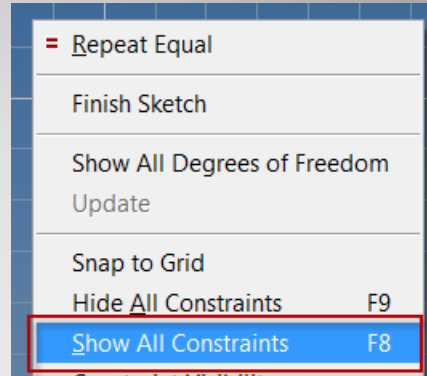 Repeat Equal
Finish Sketch
Show All Degrees of Freedom
Update
Snap to Grid
Hide All Constraints F9
Show All Constraints F8